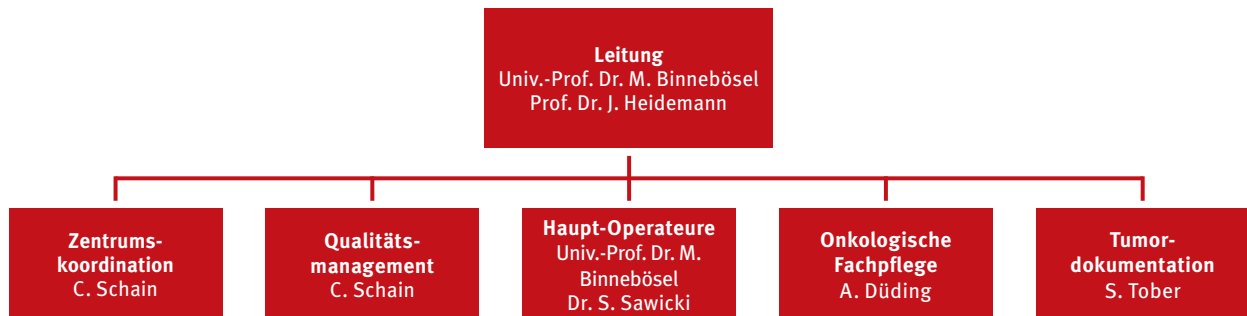 Leitung
Univ.-Prof. Dr. M. Binnebösel
Prof. Dr. J. Heidemann
Zentrums-
koordination
C. Schain
Qualitäts-
management
C. Schain
Haupt-Operateure
Univ.-Prof. Dr. M.
Binnebösel
Dr. S. Sawicki
Onkologische
Fachpflege
A. Düding
Tumor-
dokumentation
S. Tober